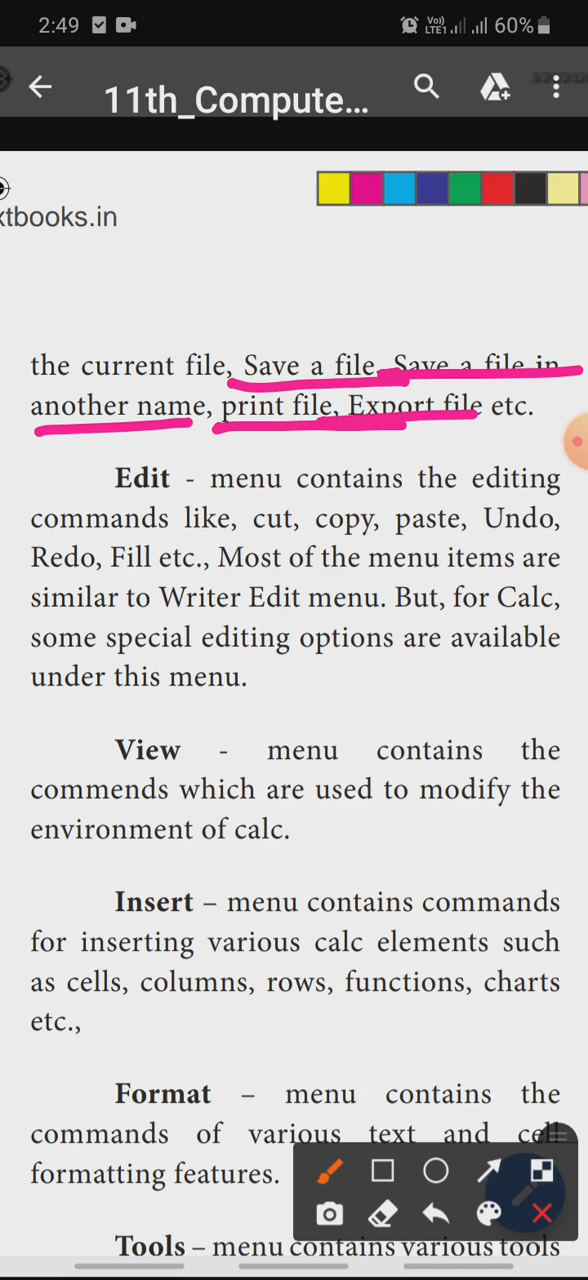 2:49
Vo)) LTE1 60%
11th_Compute...
xtbooks.in
the current file, Save a file, Save a file in
another name, print file, Export file etc.
Edit - menu contains the editing
commands like, cut, copy, paste, Undo,
Redo, Fill etc., Most of the menu items are
similar to Writer Edit menu. But, for Calc,
some special editing options are available
under this menu.
View - menu contains the
commends which are used to modify the
environment of calc.
Insert – menu contains commands
for inserting various calc elements such
as cells, columns, rows, functions, charts
etc.,
Format – menu contains the
commands of various text and cell
formatting features.
Tools – menu contains various tools